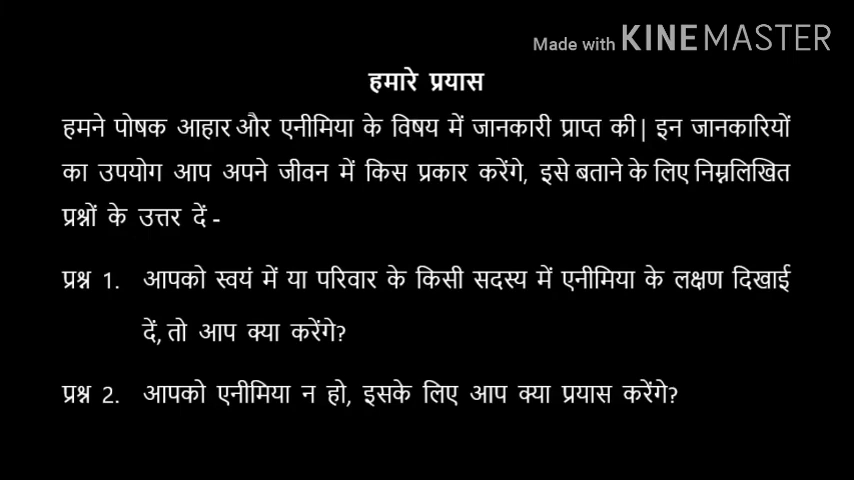 Made with KINEMASTER
हमारे प्रयास
हमने पोषक आहार और एनीमिया के विषय में जानकारी प्राप्त की| इन जानकारियों
का उपयोग आप अपने जीवन में किस प्रकार करेंगे, इसे बताने के लिए निम्नलिखित
प्रश्नों के उत्तर दें -
प्रश्न 1. आपको स्वयं में या परिवार के किसी सदस्य में एनीमिया के लक्षण दिखाई
दें, तो आप क्या करेंगे?
प्रश्न 2. आपको एनीमिया न हो, इसके लिए आप क्या प्रयास करेंगे?